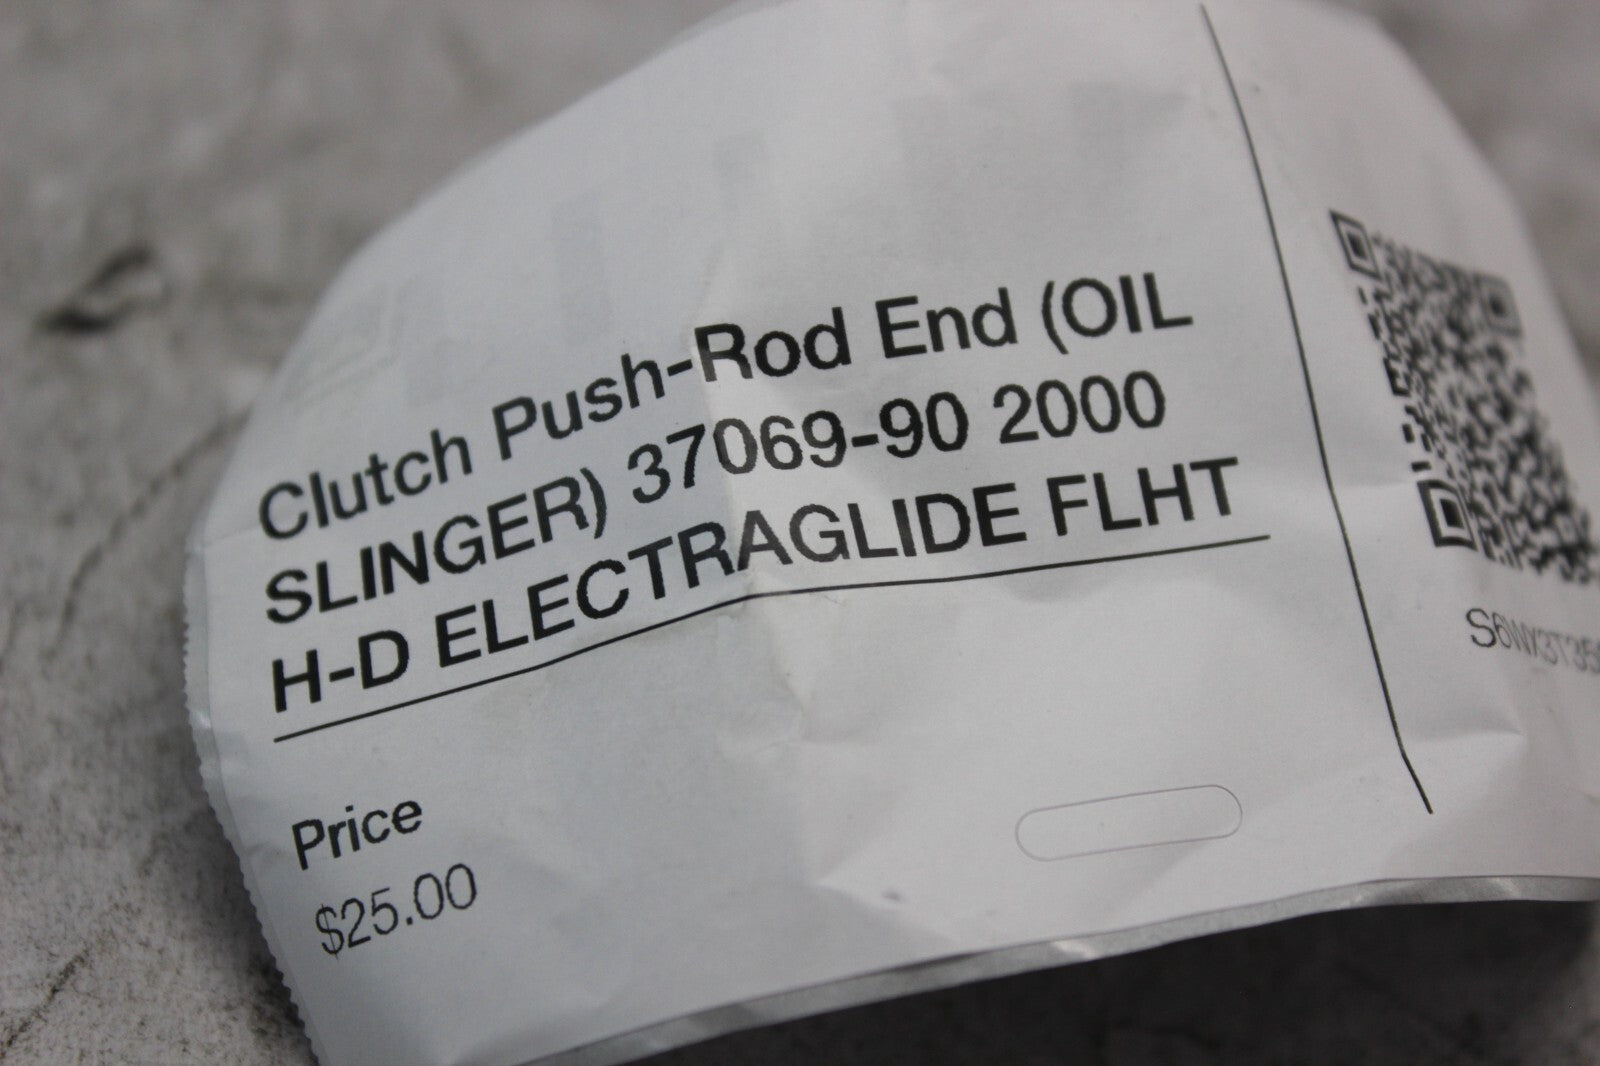 Clutch Push-Rod End (OIL
SLINGER) 37069-90 2000
H-D ELECTRAGLIDE FLHT
Price
$25.00